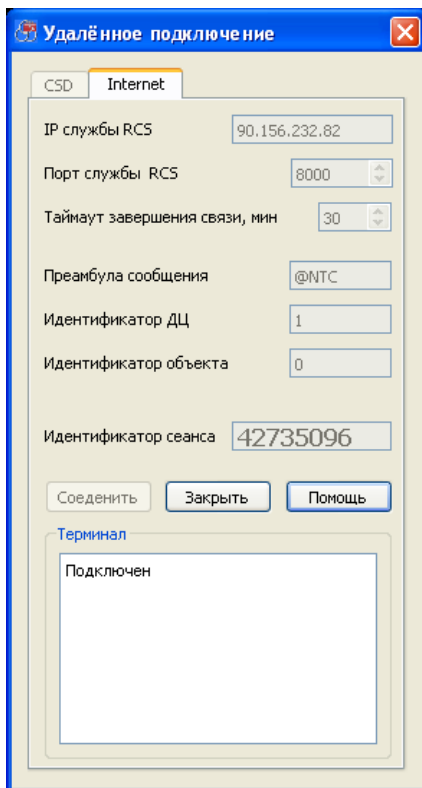 Удалённое подключение
CSD Internet
IP службы RCS 90.156.232.82
Порт службы RCS 8000
Таймаут завершения связи, мин 30
Преамбула сообщения @NTC
Идентификатор ДЦ 1
Идентификатор объекта 0
Идентификатор сеанса 42735096
Соеденить Закрыть Помощь
Терминал
Подключен